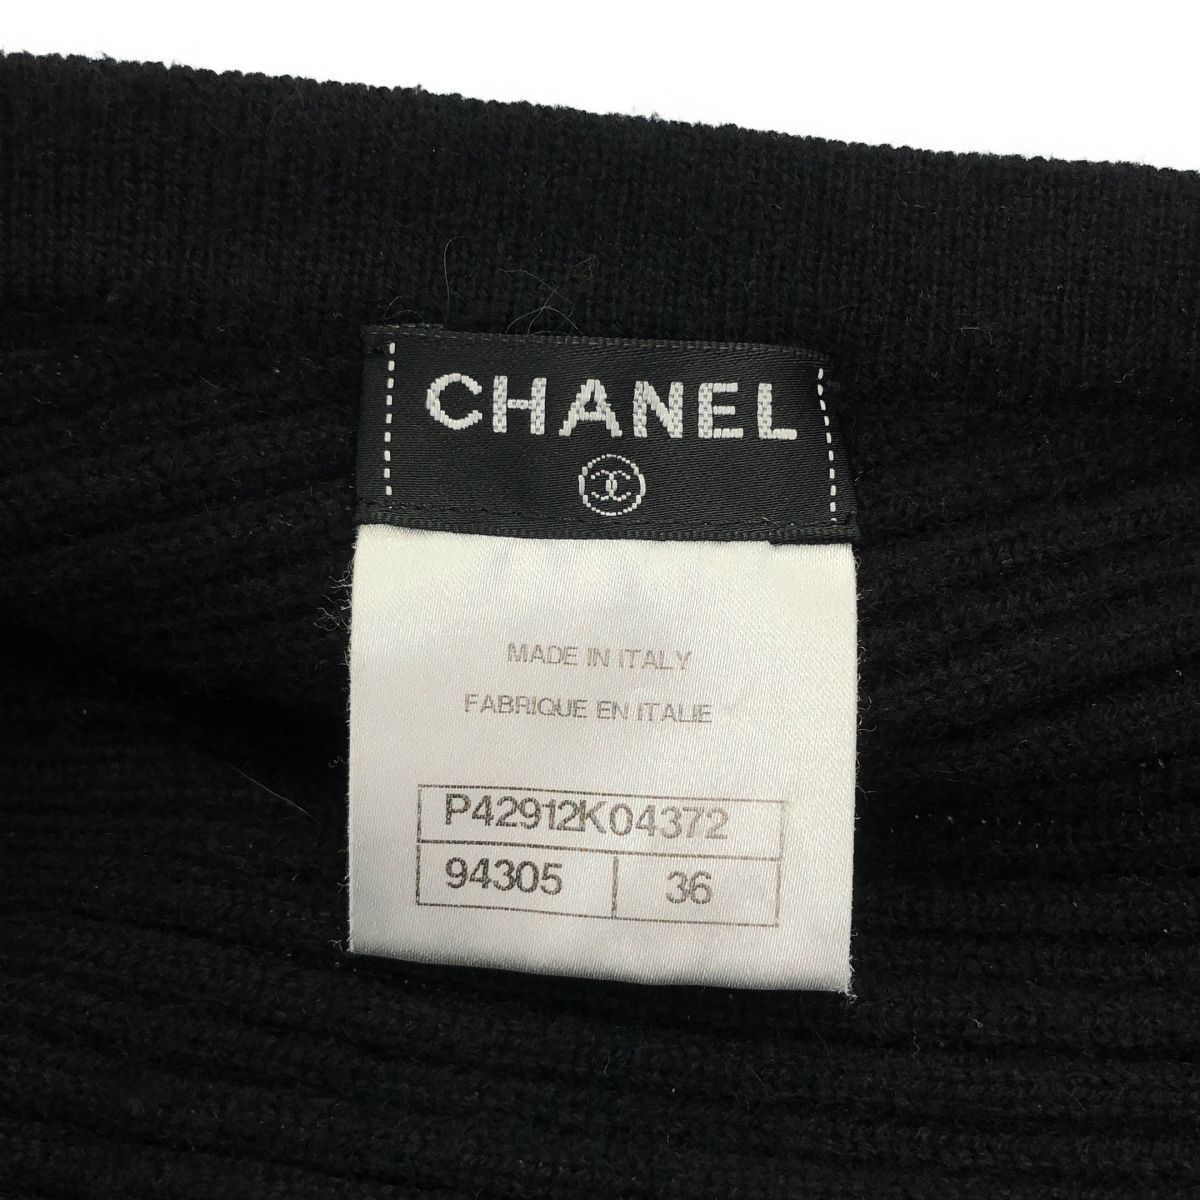 CHANEL
MADE IN ITALY
FABRIQUE EN ITALIE
P42912K04372
94305 36